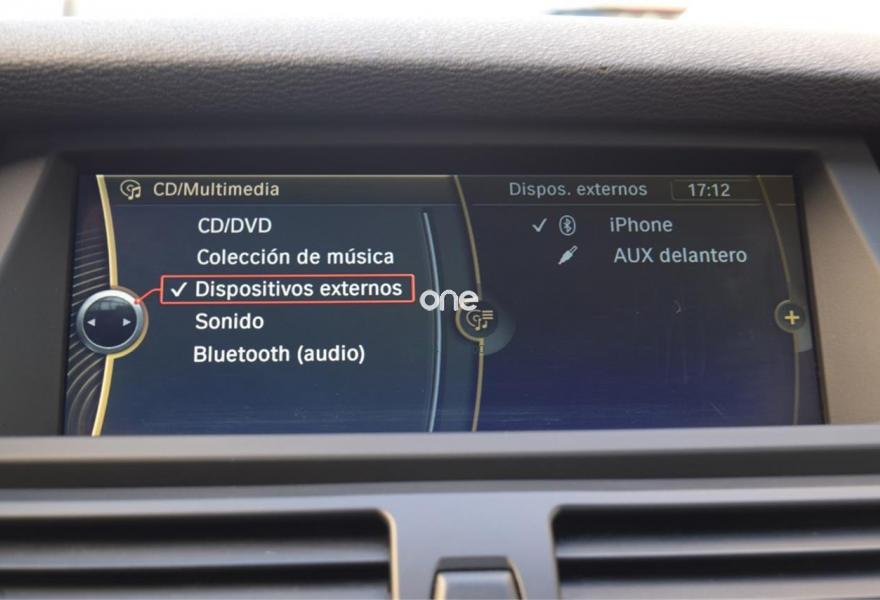 CD/Multimedia
CD/DVD
Colección de música
✓ Dispositivos externos
Sonido
Bluetooth (audio)
one
Dispos. externos 17:12
✓ iPhone
AUX delantero